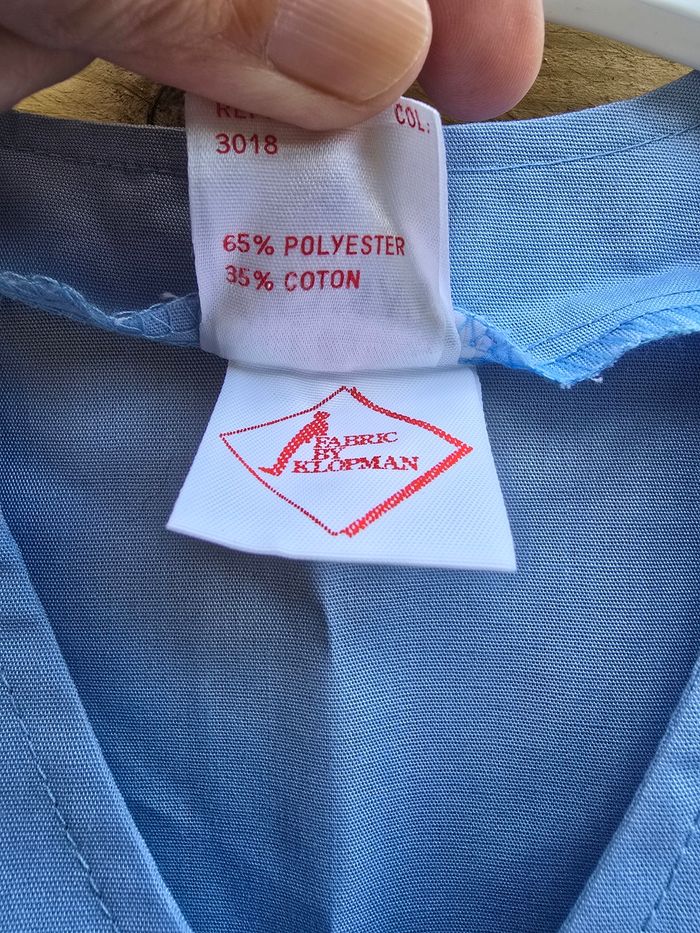 COL:
3018
65% POLYESTER
35% COTON
FABRIC
BY
KLOPMAN